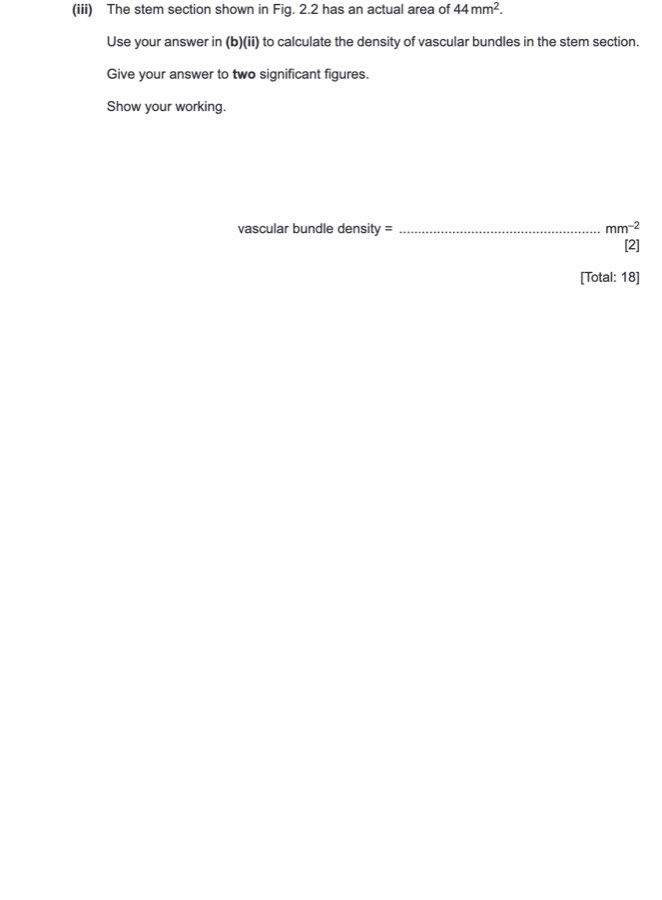 (iii) The stem section shown in Fig. 2.2 has an actual area of 44 mm².
Use your answer in (b)(ii) to calculate the density of vascular bundles in the stem section.
Give your answer to two significant figures.
Show your working.
vascular bundle density = ...................................................... mm⁻²
[2]
[Total: 18]